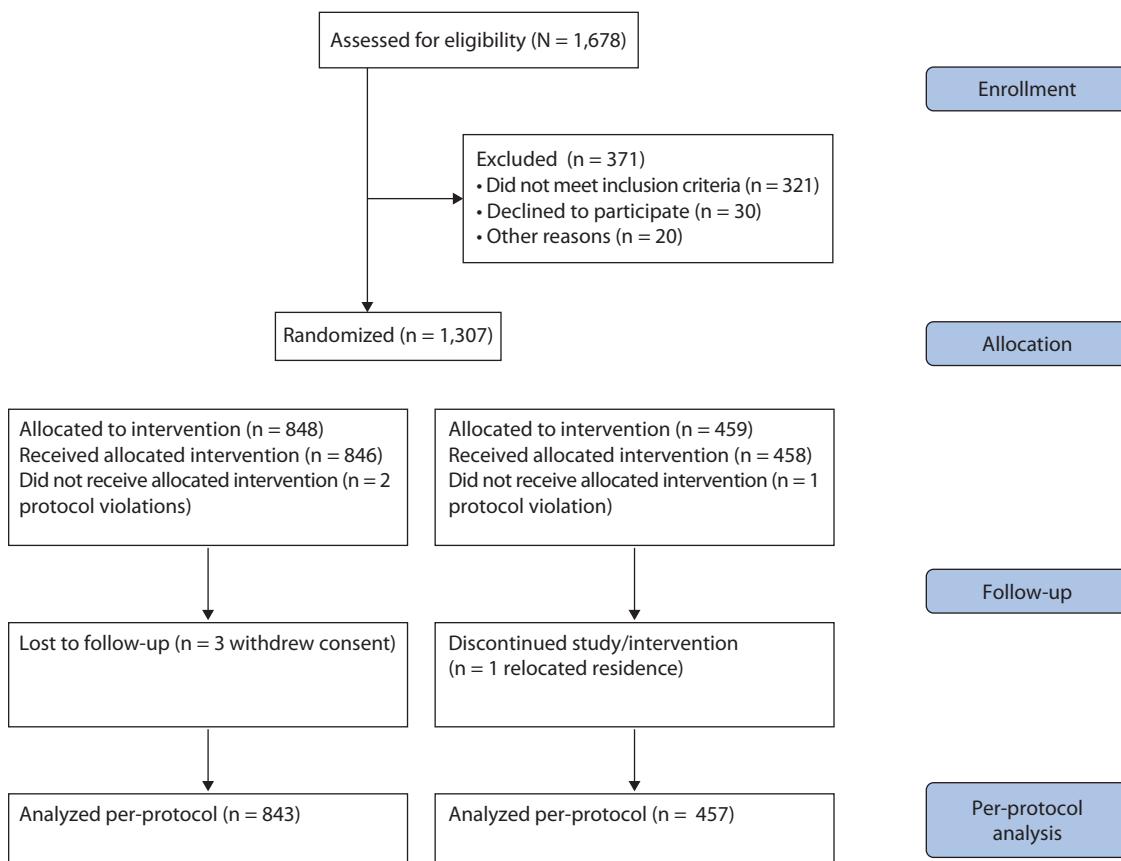 Assessed for eligibility (N = 1,678)
Enrollment
Excluded (n = 371)
• Did not meet inclusion criteria (n = 321)
• Declined to participate (n = 30)
• Other reasons (n = 20)
Randomized (n = 1,307)
Allocation
Allocated to intervention (n = 848)
Received allocated intervention (n = 846)
Did not receive allocated intervention (n = 2
protocol violations)
Allocated to intervention (n = 459)
Received allocated intervention (n = 458)
Did not receive allocated intervention (n = 1
protocol violation)
Follow-up
Lost to follow-up (n = 3 withdrew consent)
Discontinued study/intervention
(n = 1 relocated residence)
Analyzed per-protocol (n = 843)
Analyzed per-protocol (n = 457)
Per-protocol
analysis